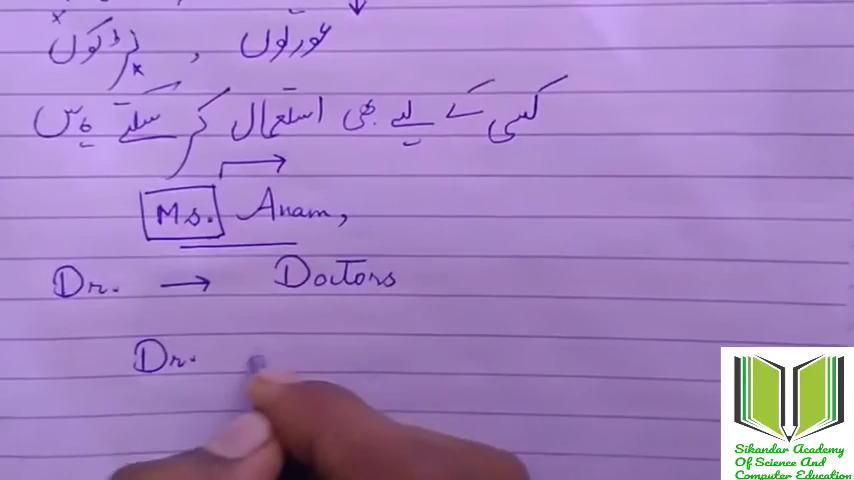 عورتوں , لڑکوں
کسی کے لیے بھی استعمال کر سکتے ہیں
Ms. Anam,
Dr. → Doctors
Dr.
Sikandar Academy
Of Science And
Computer Education